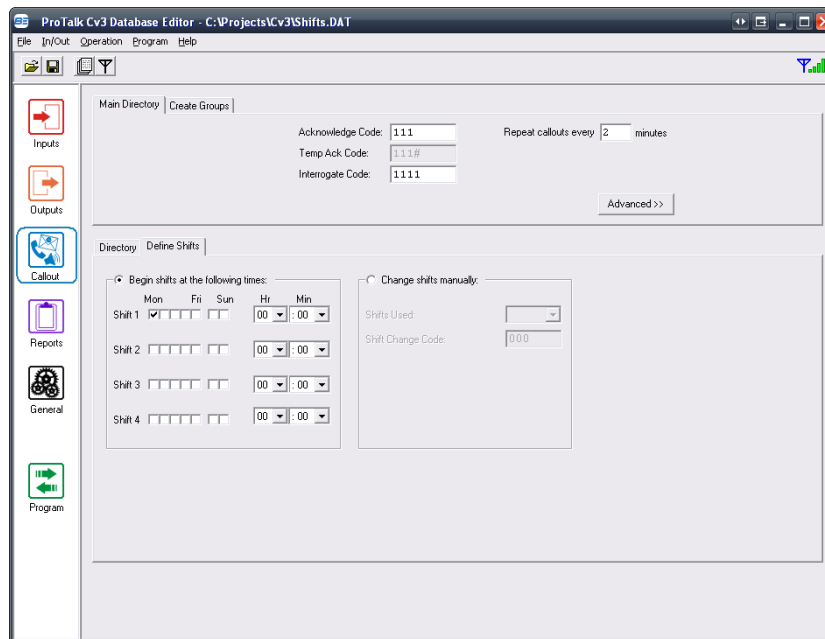 ProTalk Cv3 Database Editor - C:\Projects\Cv3\Shifts.DAT
File In/Out Operation Program Help
Inputs
Outputs
Callout
Reports
General
Program
Main Directory Create Groups
Acknowledge Code: 111 Repeat callouts every 2 minutes
Temp Ack Code: 111#
Interrogate Code: 1111
Advanced >>
Directory Define Shifts
Begin shifts at the following times:
Mon Fri Sun Hr Min
Shift 1 00 : 00
Shift 2 00 : 00
Shift 3 00 : 00
Shift 4 00 : 00
Change shifts manually:
Shifts Used:
Shift Change Code: 000